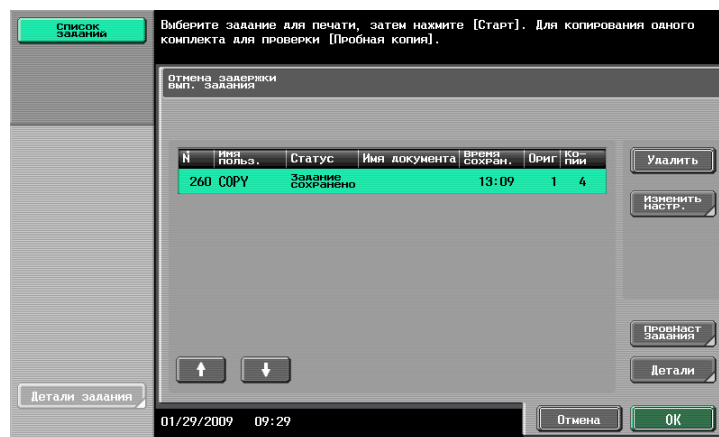 Список
заданий
Выберите задание для печати, затем нажмите [Старт]. Для копирования одного
комплекта для проверки [Пробная копия].
Отмена задержки
вып. задания
N Имя польз. Статус Имя документа Время сохран. Ориг Ко-пии
260 COPY Задание сохранено 13:09 1 4
Удалить
Изменить
настр.
ПровНаст
Задания
Детали
Детали задания
01/29/2009 09:29
Отмена
OK